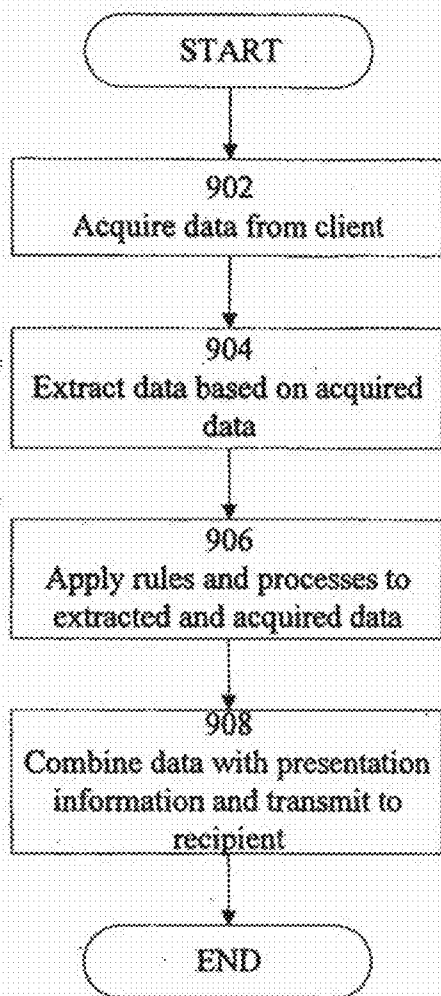 START
902
Acquire data from client
904
Extract data based on acquired
data
906
Apply rules and processes to
extracted and acquired data
908
Combine data with presentation
information and transmit to
recipient
END